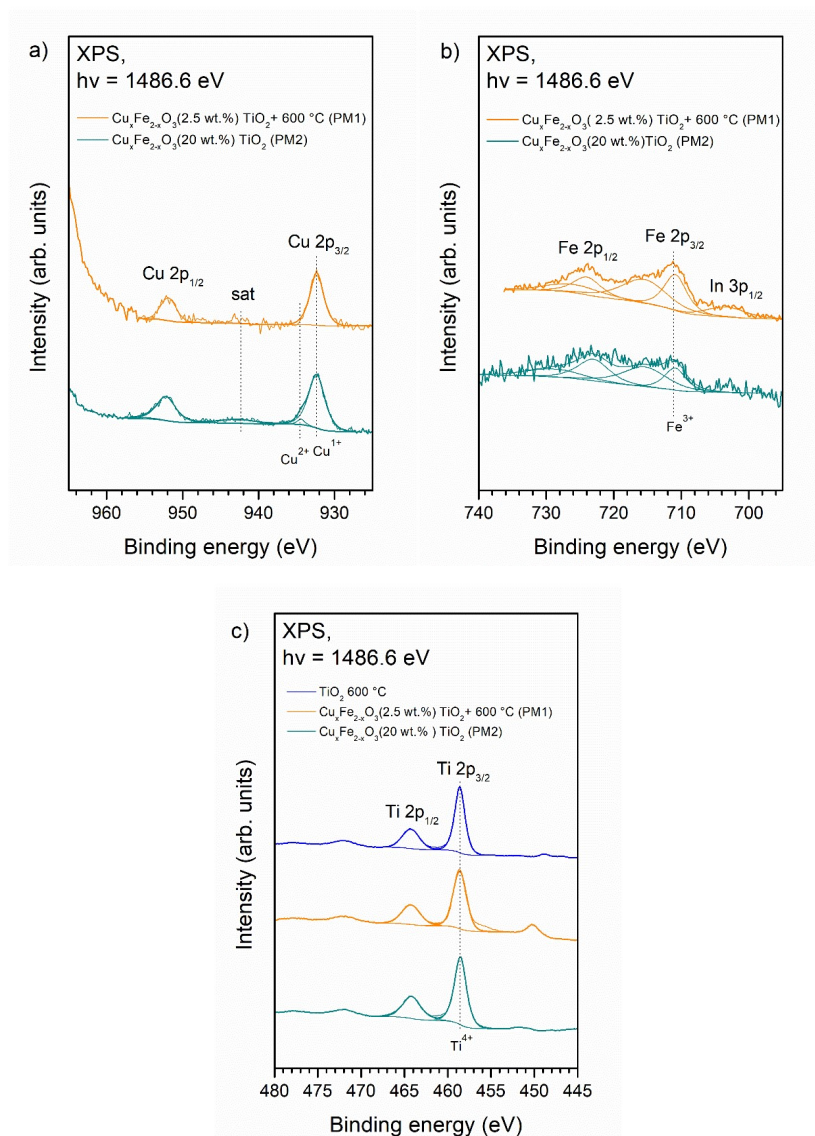 a)
XPS,
hν = 1486.6 eV
CuₓFe₂₋ₓO₃(2.5 wt.%) TiO₂+ 600 °C (PM1)
CuₓFe₂₋ₓO₃(20 wt.%) TiO₂ (PM2)
Cu 2p₃/₂
Cu 2p₁/₂
sat
Cu²⁺ Cu¹⁺
Intensity (arb. units)
960 950 940 930
Binding energy (eV)
b)
XPS,
hν = 1486.6 eV
CuₓFe₂₋ₓO₃( 2.5 wt.%) TiO₂+ 600 °C (PM1)
CuₓFe₂₋ₓO₃(20 wt.%)TiO₂ (PM2)
Fe 2p₁/₂
Fe 2p₃/₂
In 3p₁/₂
Fe³⁺
Intensity (arb. units)
740 730 720 710 700
Binding energy (eV)
c)
XPS,
hν = 1486.6 eV
TiO₂ 600 °C
CuₓFe₂₋ₓO₃(2.5 wt.%) TiO₂+ 600 °C (PM1)
CuₓFe₂₋ₓO₃(20 wt.% ) TiO₂ (PM2)
Ti 2p₃/₂
Ti 2p₁/₂
Ti⁴⁺
Intensity (arb. units)
480 475 470 465 460 455 450 445
Binding energy (eV)